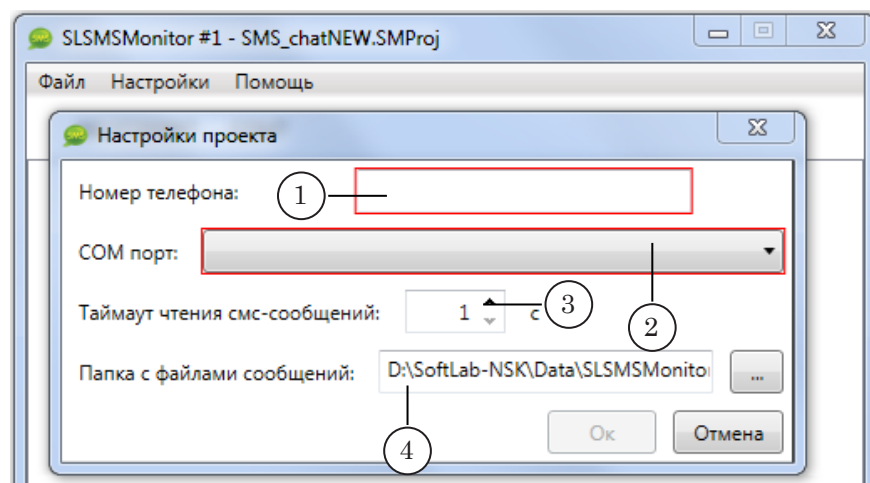 SLSMSMonitor #1 - SMS_chatNEW.SMProj
Файл Настройки Помощь
Настройки проекта
Номер телефона: 1
COM порт:
Таймаут чтения смс-сообщений: 1 с 3
2
Папка с файлами сообщений: D:\SoftLab-NSK\Data\SLSMSMonitor ...
Ок Отмена
4